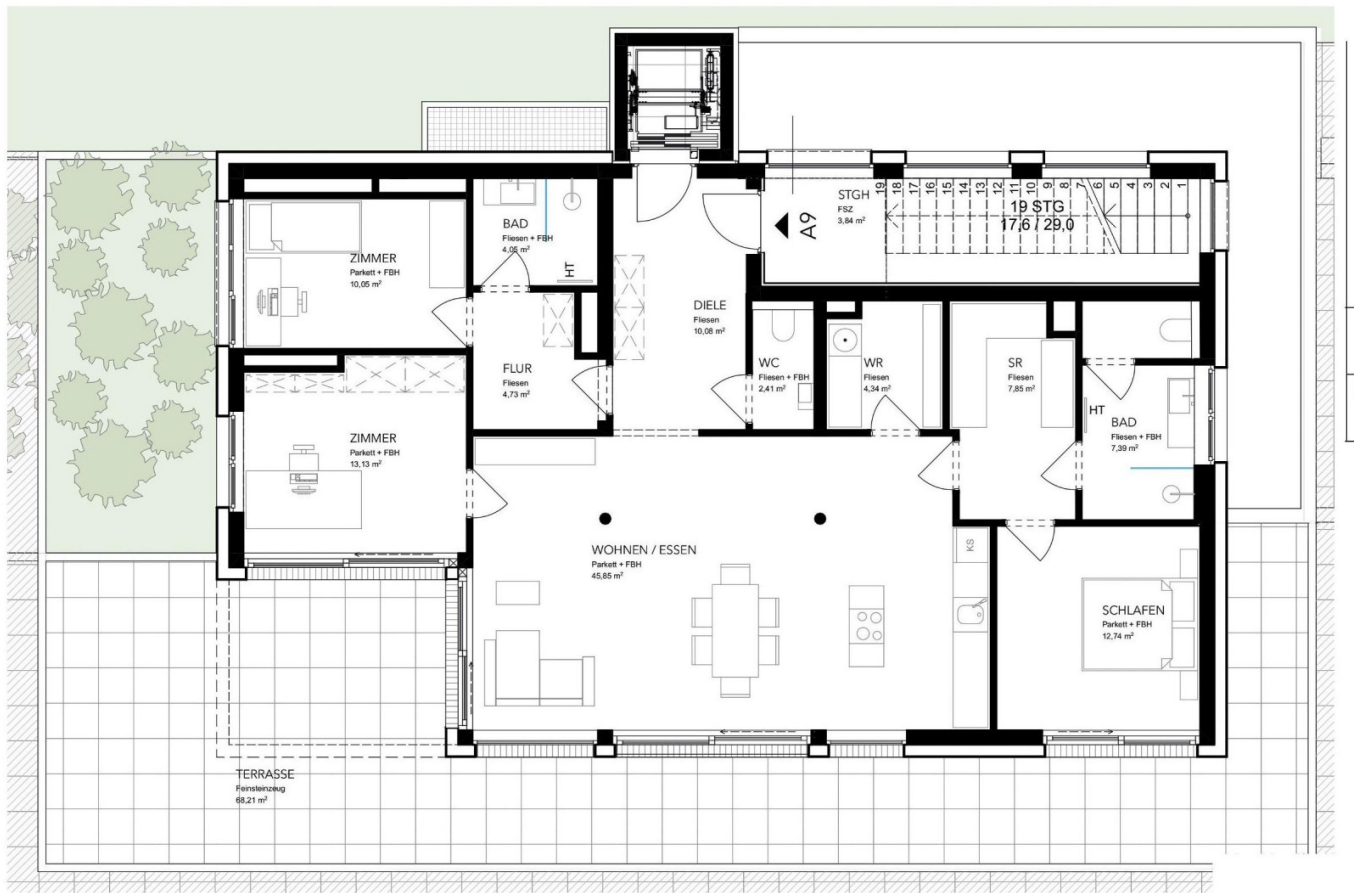 STGH
FSZ
3,84 m²
A9
19
18
17
16
15
14
13
12
11
10
9
8
7
6
5
4
3
2
1
19 STG
17,6 / 29,0
BAD
Fliesen + FBH
4,05 m²
HT
ZIMMER
Parkett + FBH
10,05 m²
DIELE
Fliesen
10,08 m²
FLUR
Fliesen
4,73 m²
WC
Fliesen + FBH
2,41 m²
WR
Fliesen
4,34 m²
SR
Fliesen
7,85 m²
HT
BAD
Fliesen + FBH
7,39 m²
ZIMMER
Parkett + FBH
13,13 m²
WOHNEN / ESSEN
Parkett + FBH
45,85 m²
KS
SCHLAFEN
Parkett + FBH
12,74 m²
TERRASSE
Feinsteinzeug
68,21 m²